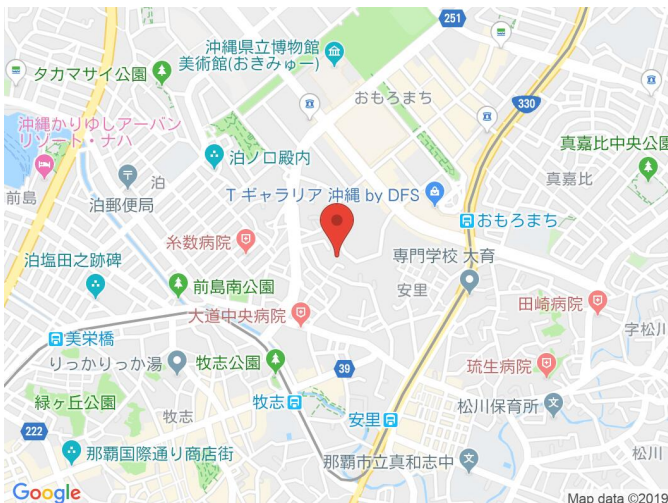 251
沖縄県立博物館
美術館(おきみゅー)
タカマサイ公園
おもろまち
330
沖縄かりゆしアーバン
リゾート・ナハ
真嘉比中央公園
泊ノロ殿内
前島
泊
真嘉比
泊郵便局
T ギャラリア 沖縄 by DFS
おもろまち
糸数病院
専門学校 大育
泊塩田之跡碑
前島南公園
安里
大道中央病院
田崎病院
字松川
美栄橋
りっかりっか湯
牧志公園
39
琉生病院
緑ヶ丘公園
牧志
牧志
安里
松川保育所
222
那覇国際通り商店街
那覇市立真和志中
松川
Google
Map data ©2019